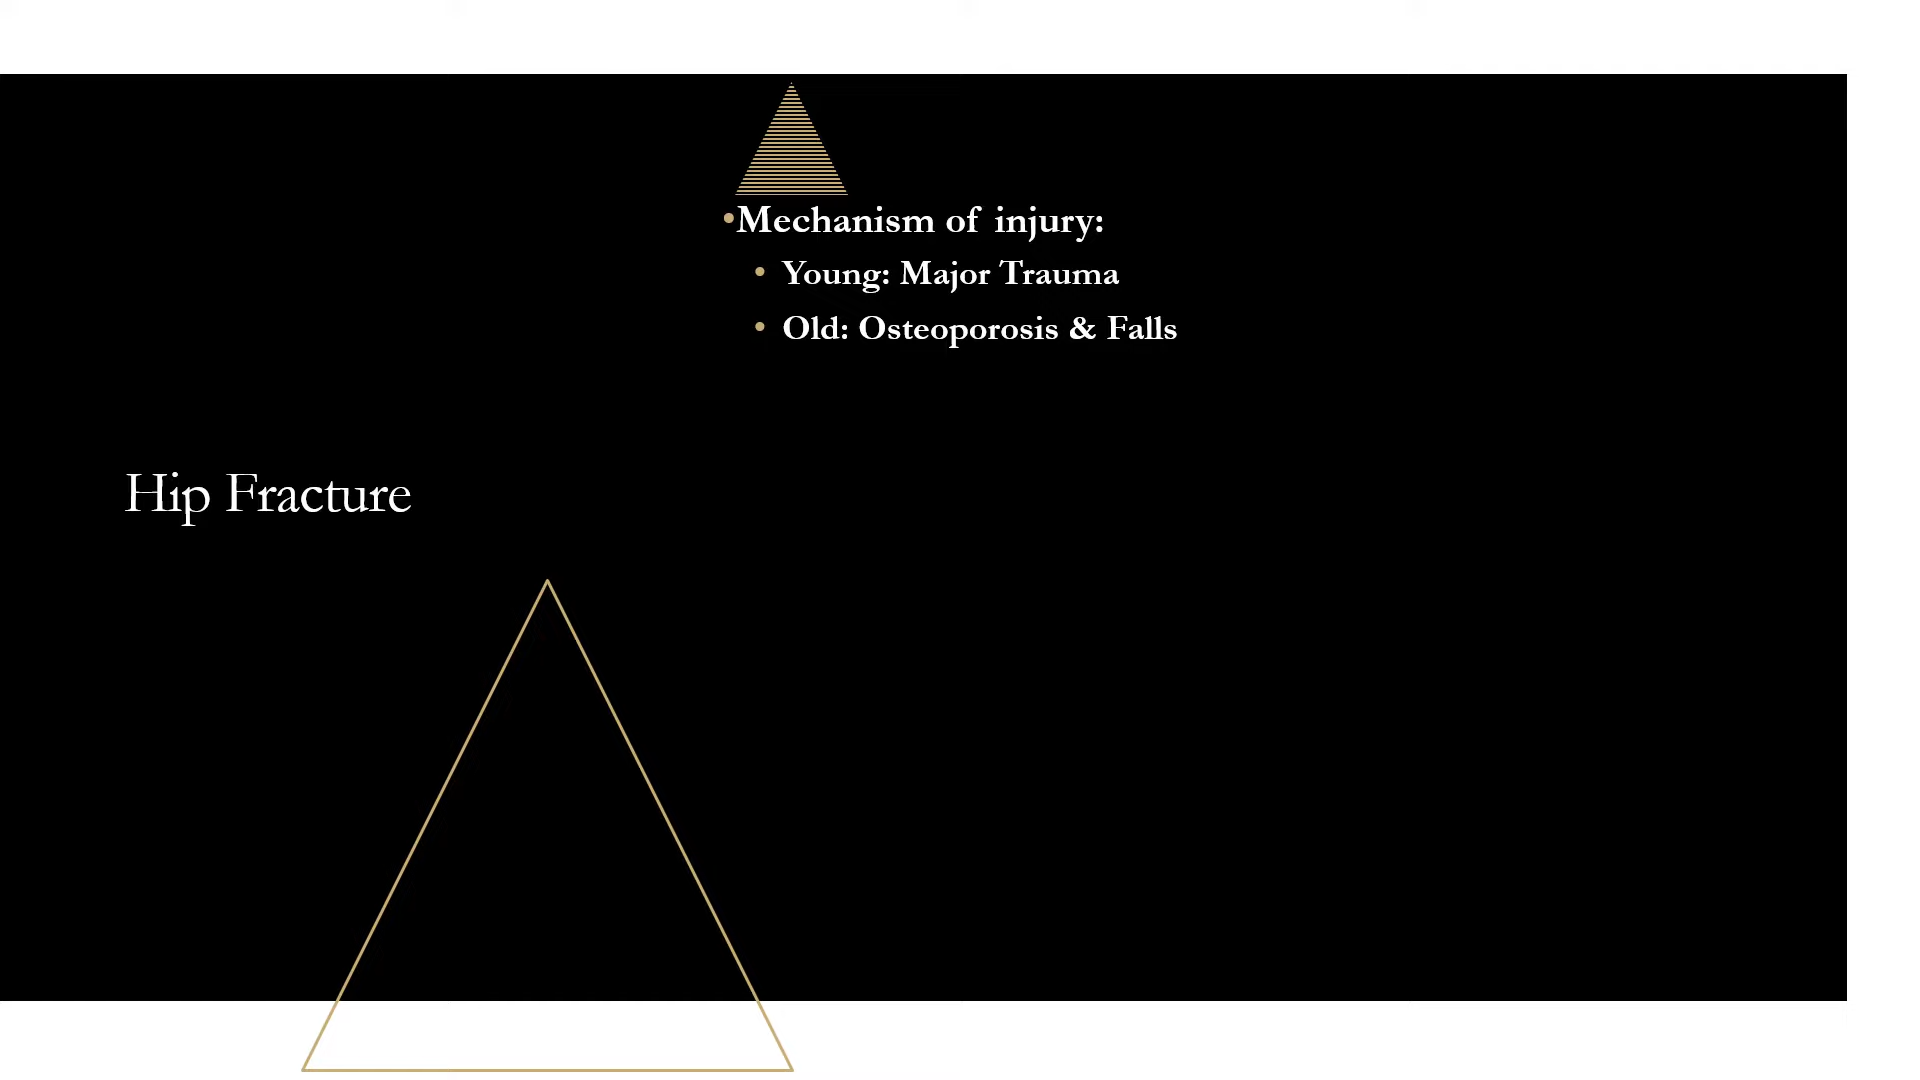 Hip Fracture
•Mechanism of injury:
• Young: Major Trauma
• Old: Osteoporosis & Falls